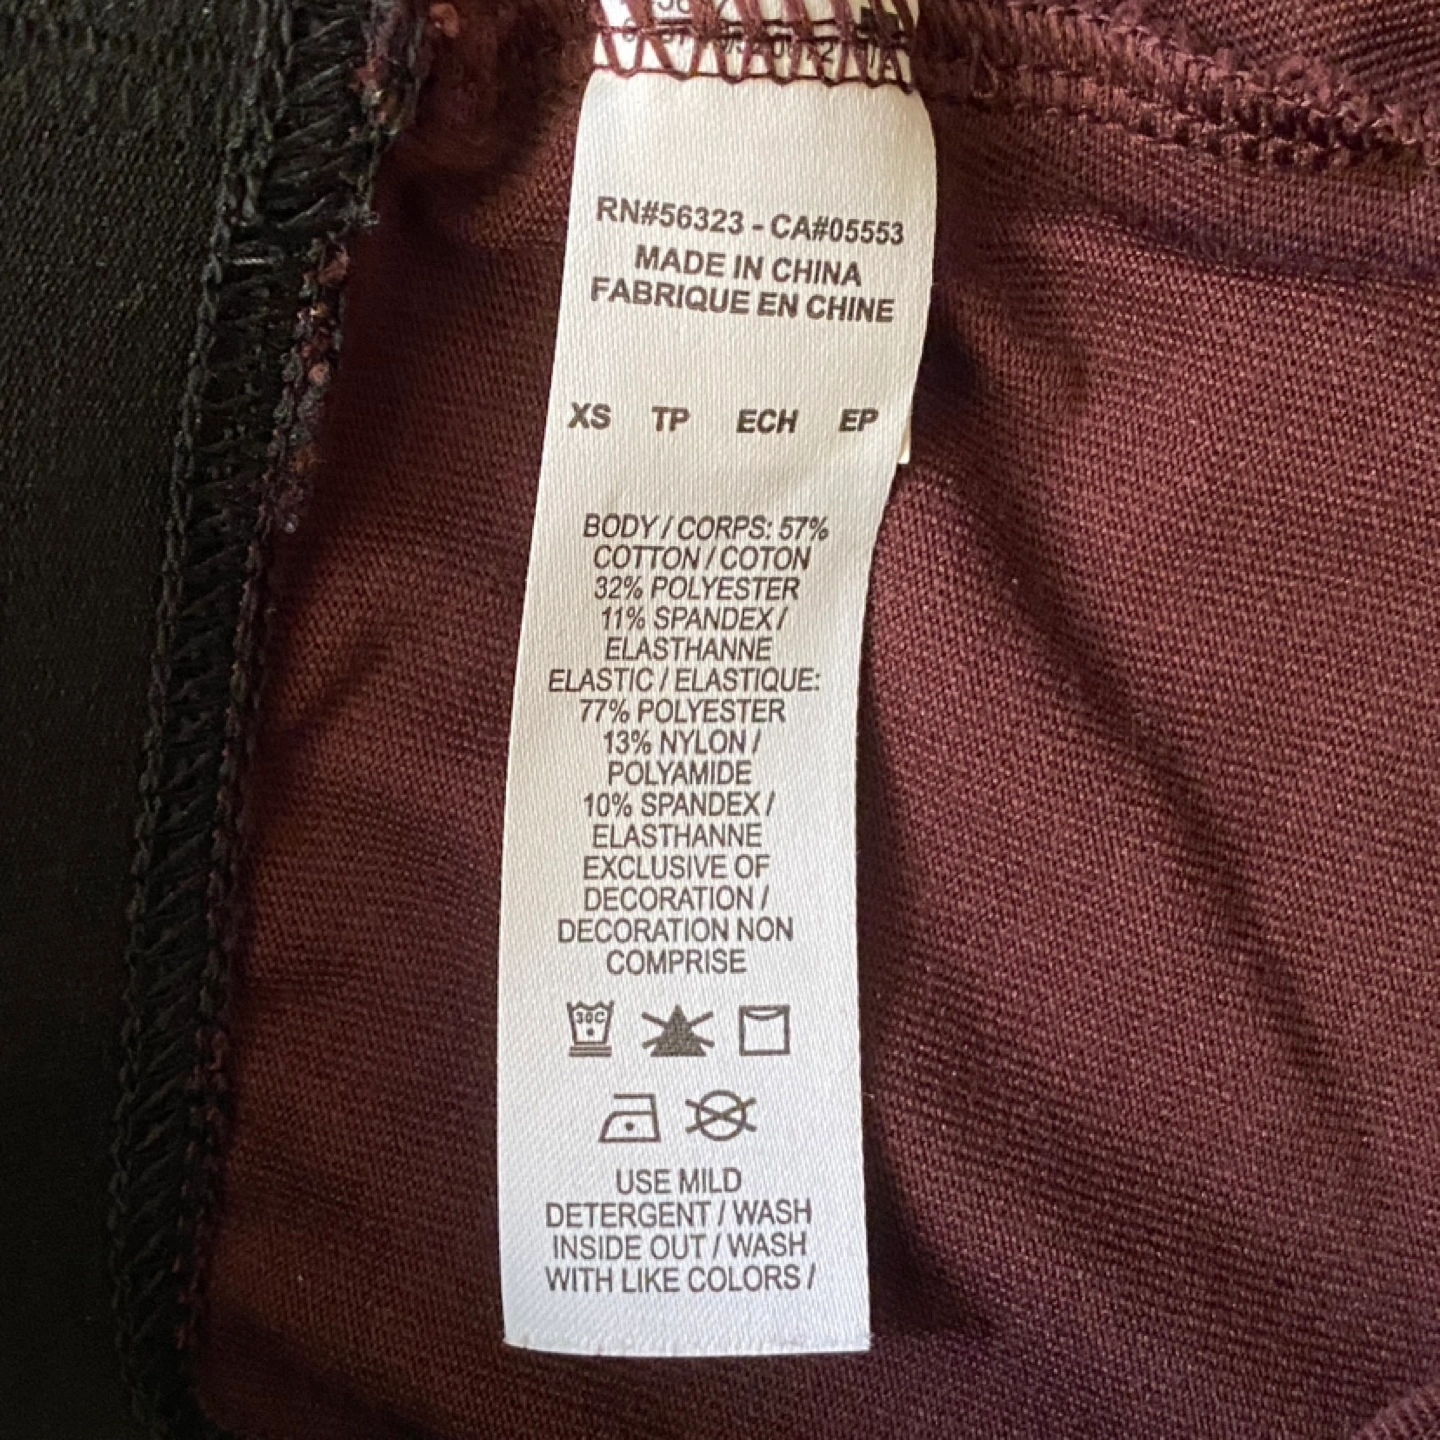 RN#56323 - CA#05553
MADE IN CHINA
FABRIQUE EN CHINE
XS TP ECH EP
BODY / CORPS: 57%
COTTON / COTON
32% POLYESTER
11% SPANDEX /
ELASTHANNE
ELASTIC / ELASTIQUE:
77% POLYESTER
13% NYLON /
POLYAMIDE
10% SPANDEX /
ELASTHANNE
EXCLUSIVE OF
DECORATION /
DECORATION NON
COMPRISE
30C
USE MILD
DETERGENT / WASH
INSIDE OUT / WASH
WITH LIKE COLORS /